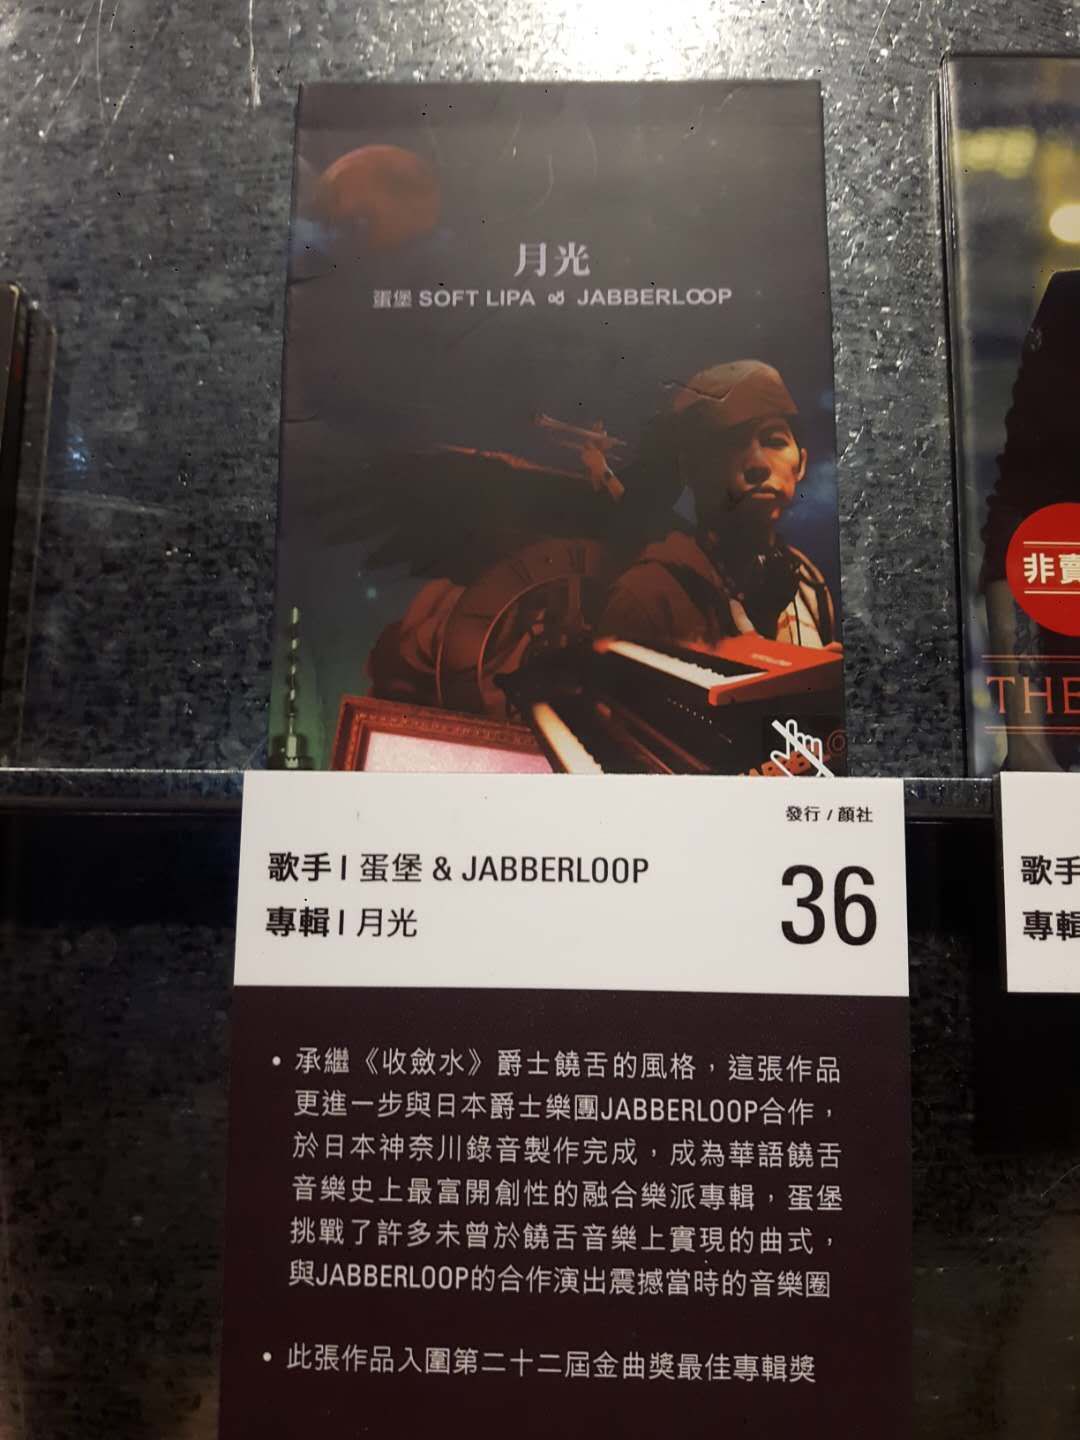 月光
蛋堡 SOFT LIPA JABBERLOOP
非賣
THE
發行 / 顏社
歌手 | 蛋堡 & JABBERLOOP
36
專輯 | 月光
歌手
專輯
• 承繼《收斂水》爵士饒舌的風格，這張作品
更進一步與日本爵士樂團JABBERLOOP合作，
於日本神奈川錄音製作完成，成為華語饒舌
音樂史上最富開創性的融合樂派專輯，蛋堡
挑戰了許多未曾於饒舌音樂上實現的曲式，
與JABBERLOOP的合作演出震撼當時的音樂圈
• 此張作品入圍第二十二屆金曲獎最佳專輯獎